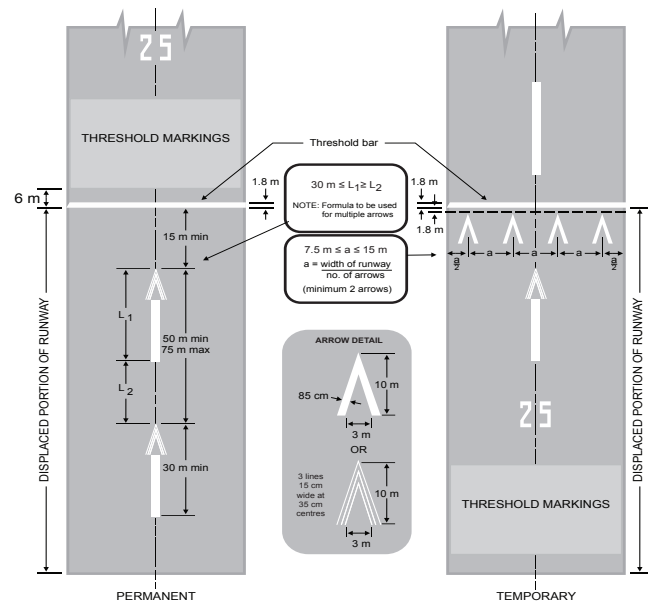 25
THRESHOLD MARKINGS
6 m
15 m min
L1
50 m min
75 m max
L2
30 m min
DISPLACED PORTION OF RUNWAY
PERMANENT
Threshold bar
1.8 m
30 m ≤ L1 ≥ L2
NOTE: Formula to be used
for multiple arrows
1.8 m
1.8 m
7.5 m ≤ a ≤ 15 m
a = width of runway
no. of arrows
(minimum 2 arrows)
ARROW DETAIL
85 cm
10 m
3 m
OR
3 lines
15 cm
wide at
35 cm
centres
10 m
3 m
a/2
a
a
a
a/2
25
THRESHOLD MARKINGS
DISPLACED PORTION OF RUNWAY
TEMPORARY